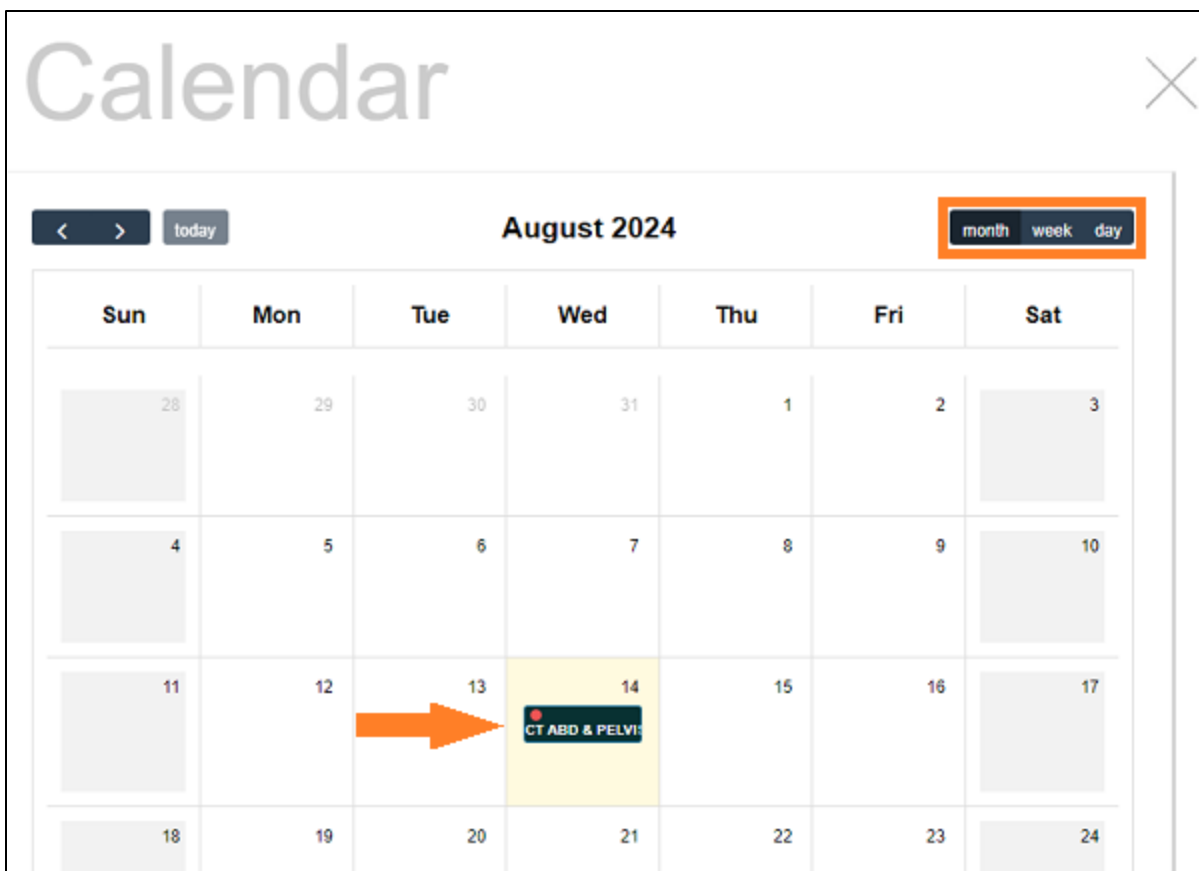 Calendar
today August 2024 month week day
Sun Mon Tue Wed Thu Fri Sat
28 29 30 31 1 2 3
4 5 6 7 8 9 10
11 12 13 14 15 16 17
CT ABD & PELVIS
18 19 20 21 22 23 24